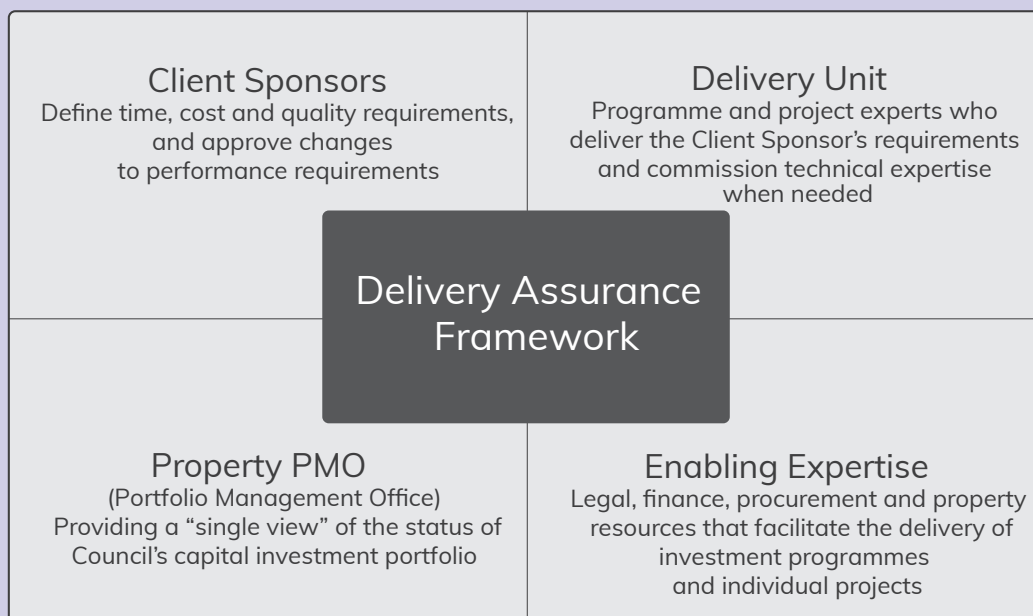 Client Sponsors
Define time, cost and quality requirements,
and approve changes
to performance requirements
Delivery Unit
Programme and project experts who
deliver the Client Sponsor’s requirements
and commission technical expertise
when needed
Delivery Assurance
Framework
Property PMO
(Portfolio Management Office)
Providing a “single view” of the status of
Council’s capital investment portfolio
Enabling Expertise
Legal, finance, procurement and property
resources that facilitate the delivery of
investment programmes
and individual projects